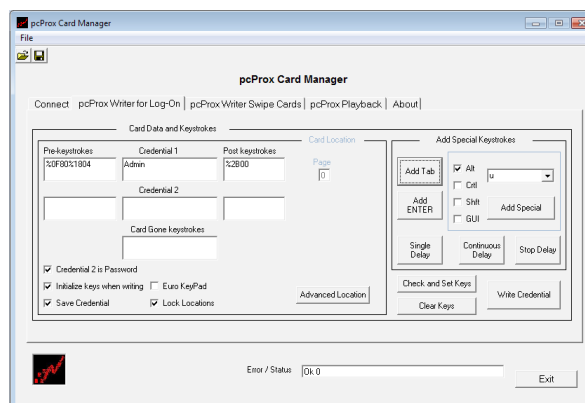 pcProx Card Manager
File
pcProx Card Manager
Connect pcProx Writer for Log-On pcProx Writer Swipe Cards pcProx Playback About
Card Data and Keystrokes
Pre-keystrokes Credential 1 Post keystrokes
%0F80%1804 Admin %2B00
Credential 2
Card Gone keystrokes
Credential 2 is Password
Initialize keys when writing Euro KeyPad
Save Credential Lock Locations
Card Location
Page
0
Advanced Location
Add Special Keystrokes
Add Tab
Add ENTER
Alt
Crtl
Shft
GUI
u
Add Special
Single Delay
Continuous Delay
Stop Delay
Check and Set Keys
Clear Keys
Write Credential
Error / Status Ok 0
Exit